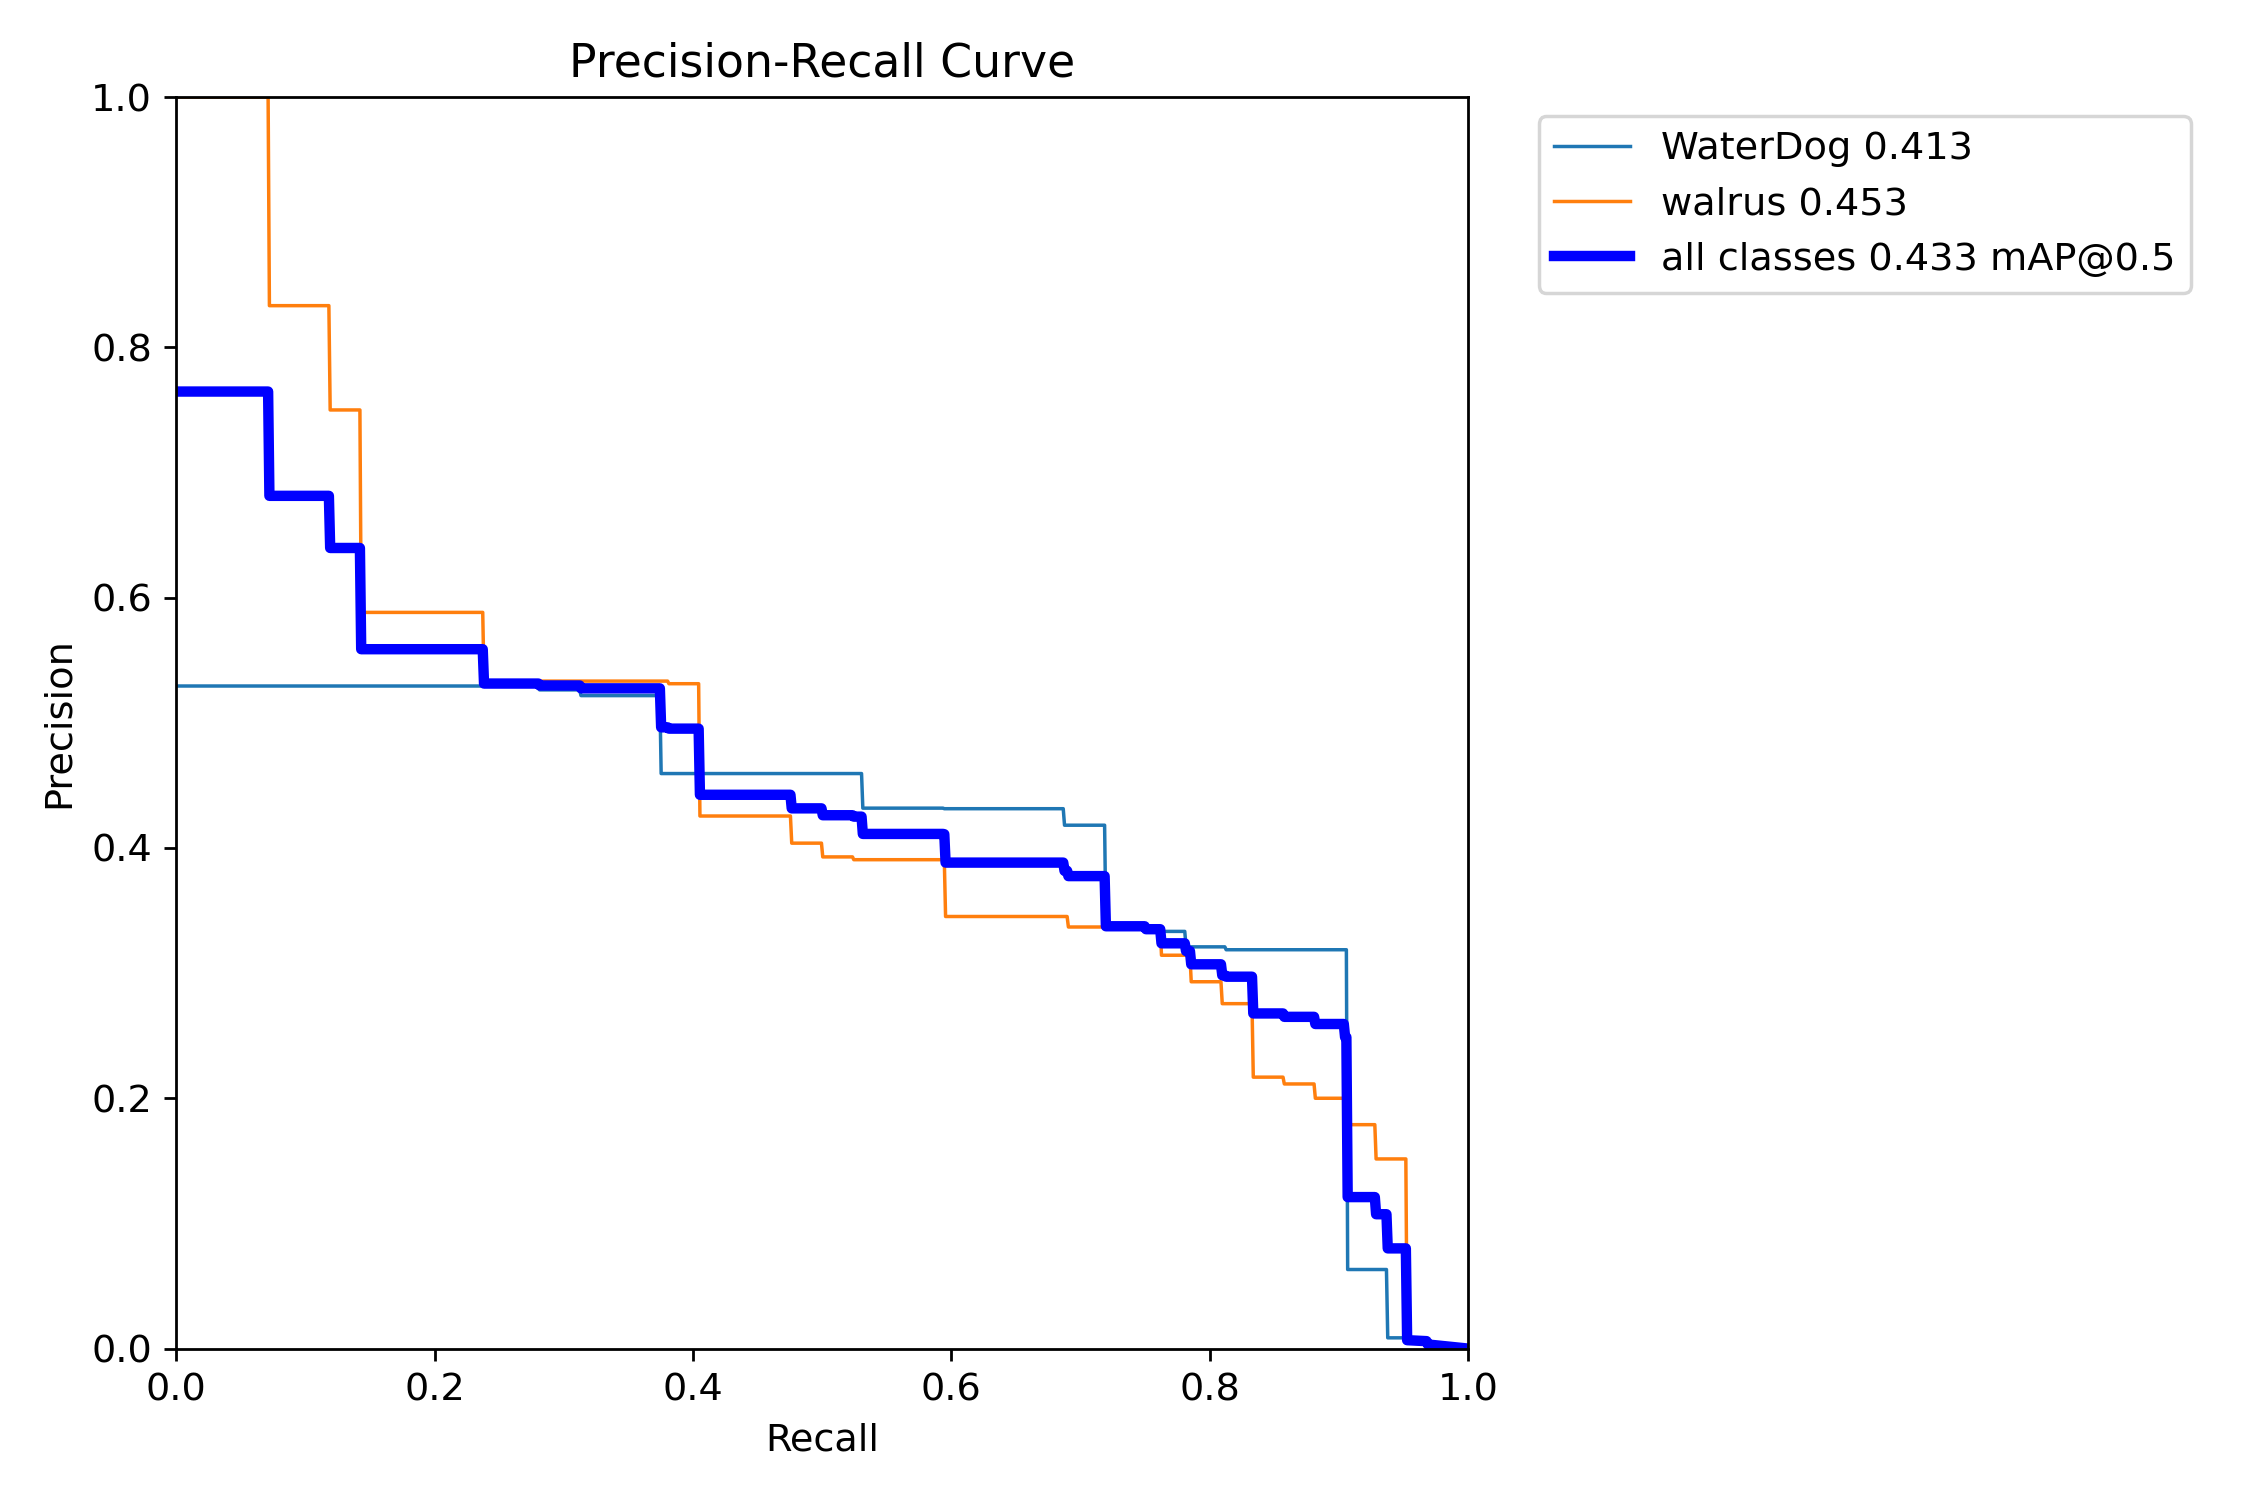 Precision-Recall Curve
1.0
0.8
0.6
0.4
0.2
0.0
Precision
0.0 0.2 0.4 0.6 0.8 1.0
Recall
WaterDog 0.413
walrus 0.453
all classes 0.433 mAP@0.5